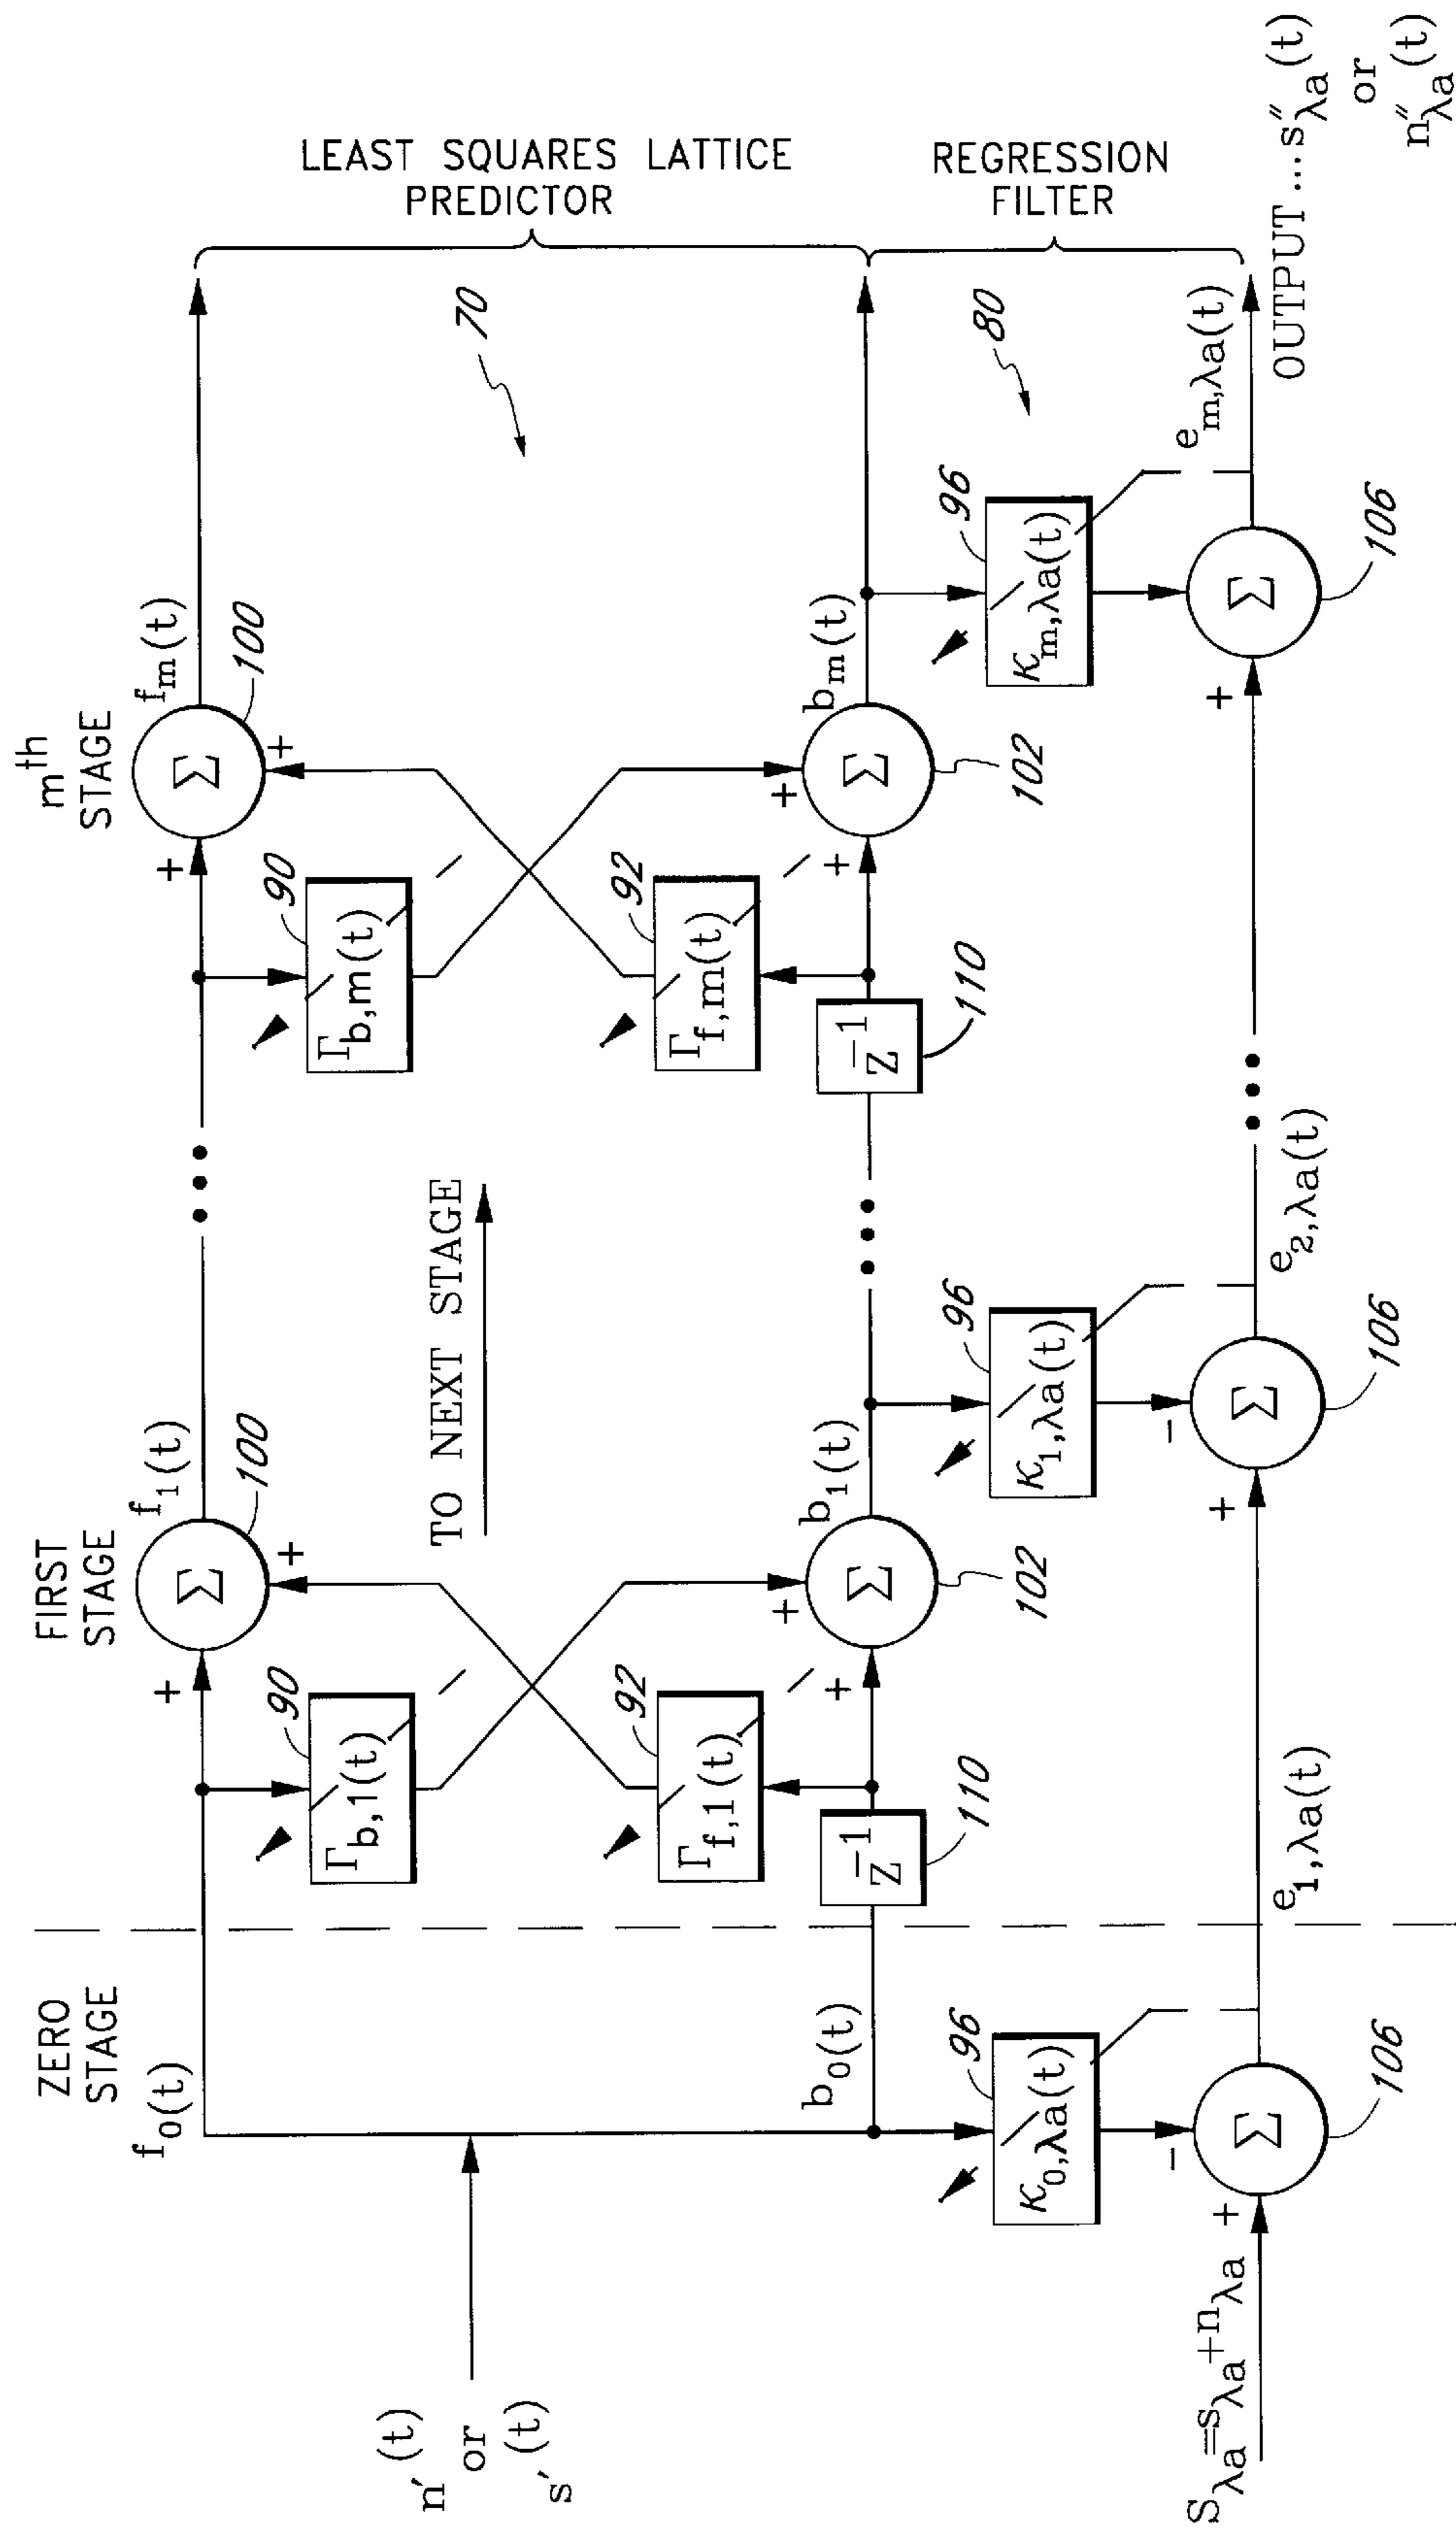 ZERO
STAGE
FIRST
STAGE
mth
STAGE
f0(t)
f1(t)
100
fm(t)
100
LEAST SQUARES LATTICE
PREDICTOR
90
Γb,1(t)
90
Γb,m(t)
n′(t)
or
s′(t)
TO NEXT STAGE
70
92
Γf,1(t)
92
Γf,m(t)
b0(t)
z−1
110
b1(t)
102
z−1
110
bm(t)
102
REGRESSION
FILTER
80
96
κ0,λa(t)
96
κ1,λa(t)
96
κm,λa(t)
Sλa=sλa+nλa
Σ
Σ
Σ
Σ
Σ
Σ
Σ
+
+
+
+
+
+
+
+
+
+
+
−
−
106
e1,λa(t)
106
e2,λa(t)
106
em,λa(t)
OUTPUT ...s″λa(t)
or
n″λa(t)